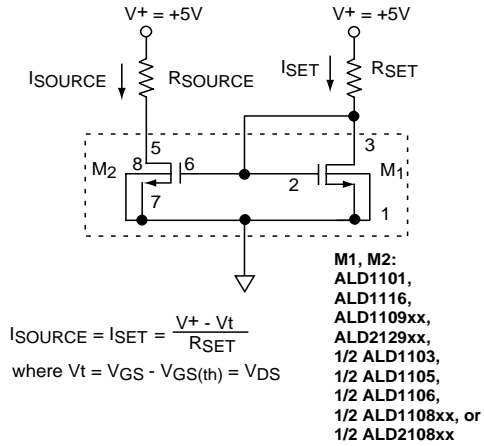 V+ = +5V
V+ = +5V
ISOURCE
RSOURCE
ISET
RSET
5
3
M2
8
6
2
M1
7
1
M1, M2:
ALD1101,
ALD1116,
ALD1109xx,
ALD2129xx,
1/2 ALD1103,
1/2 ALD1105,
1/2 ALD1106,
1/2 ALD1108xx, or
1/2 ALD2108xx
ISOURCE = ISET = V+ - Vt / RSET
where Vt = VGS - VGS(th) = VDS